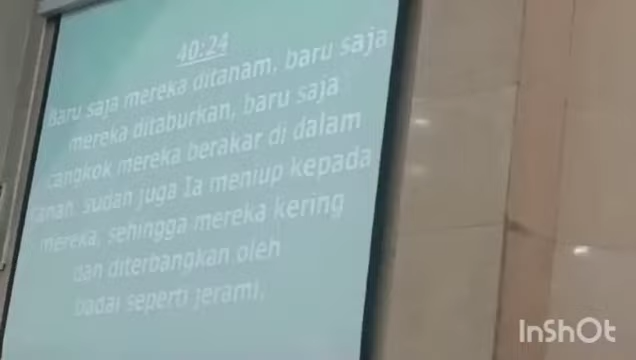 40:24
Baru saja mereka ditanam, baru saja
mereka ditaburkan, baru saja
cangkok mereka berakar di dalam
tanah, sudah juga Ia meniup kepada
mereka, sehingga mereka kering
dan diterbangkan oleh
badai seperti jerami.
InShOt